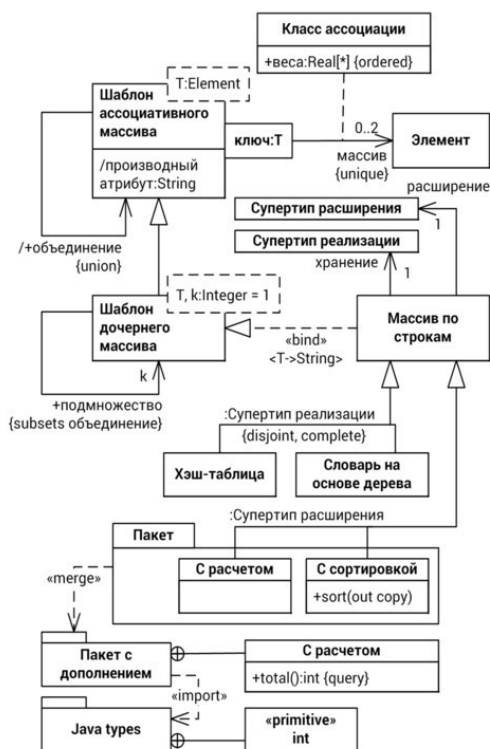 Класс ассоциации
+веса:Real[*] {ordered}
T:Element
Шаблон
ассоциативного
массива
/производный
атрибут:String
ключ:T
0..2
массив
{unique}
Элемент
/+объединение
{union}
расширение
Супертип расширения
1
Супертип реализации
хранение
1
T, k:Integer = 1
Шаблон
дочернего
массива
«bind»
<T->String>
Массив по
строкам
k
+подмножество
{subsets объединение}
:Супертип реализации
{disjoint, complete}
Хэш-таблица
Словарь на
основе дерева
:Супертип расширения
Пакет
С расчетом
С сортировкой
+sort(out copy)
«merge»
Пакет с
дополнением
С расчетом
+total():int {query}
«import»
Java types
«primitive»
int